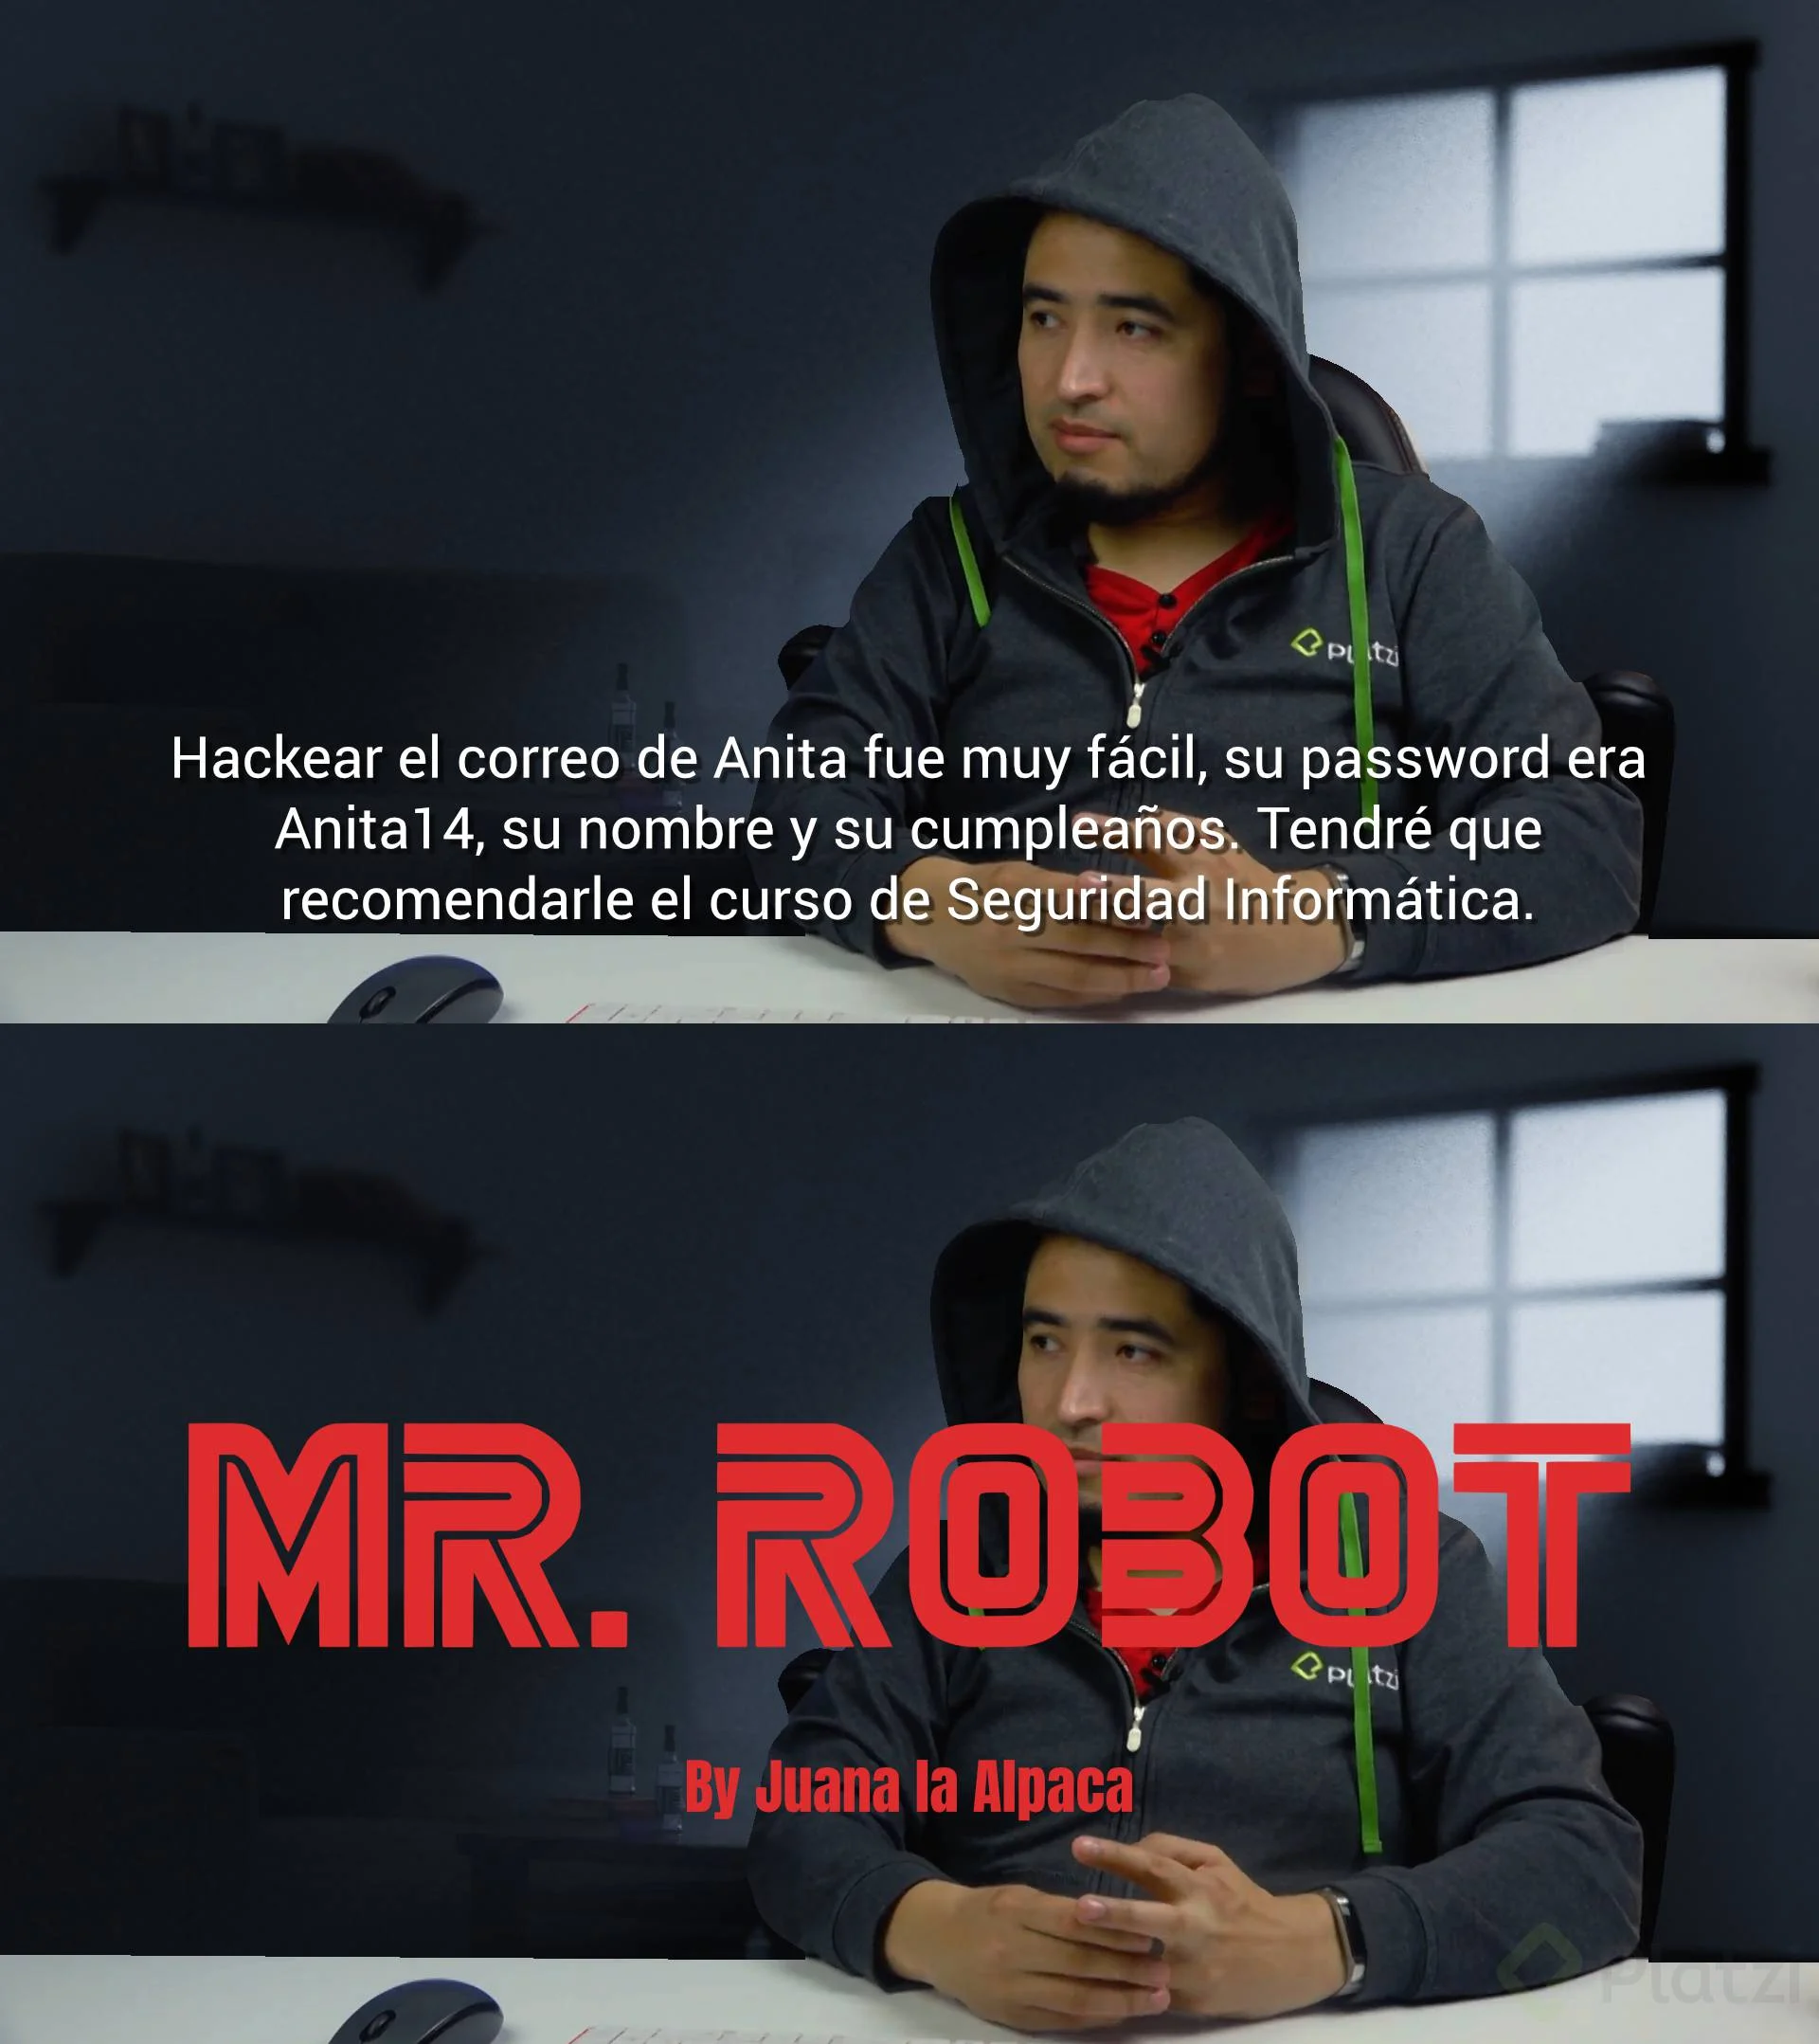 Platzi
Hackear el correo de Anita fue muy fácil, su password era
Anita14, su nombre y su cumpleaños. Tendré que
recomendarle el curso de Seguridad Informática.
MR. ROBOT
Platzi
By Juana la Alpaca
Platzi